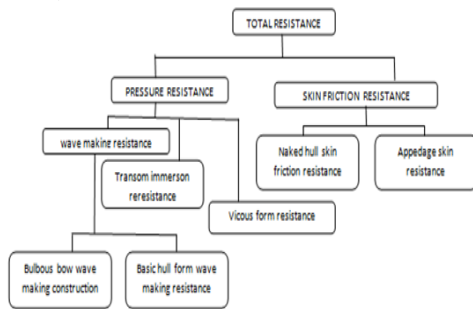 TOTAL RESISTANCE
PRESSURE RESISTANCE
SKIN FRICTION RESISTANCE
wave making resistance
Transom immerson
reresistance
Vicous form resistance
Naked hull skin
friction resistance
Appedage skin
resistance
Bulbous bow wave
making construction
Basic hull form wave
making resistance